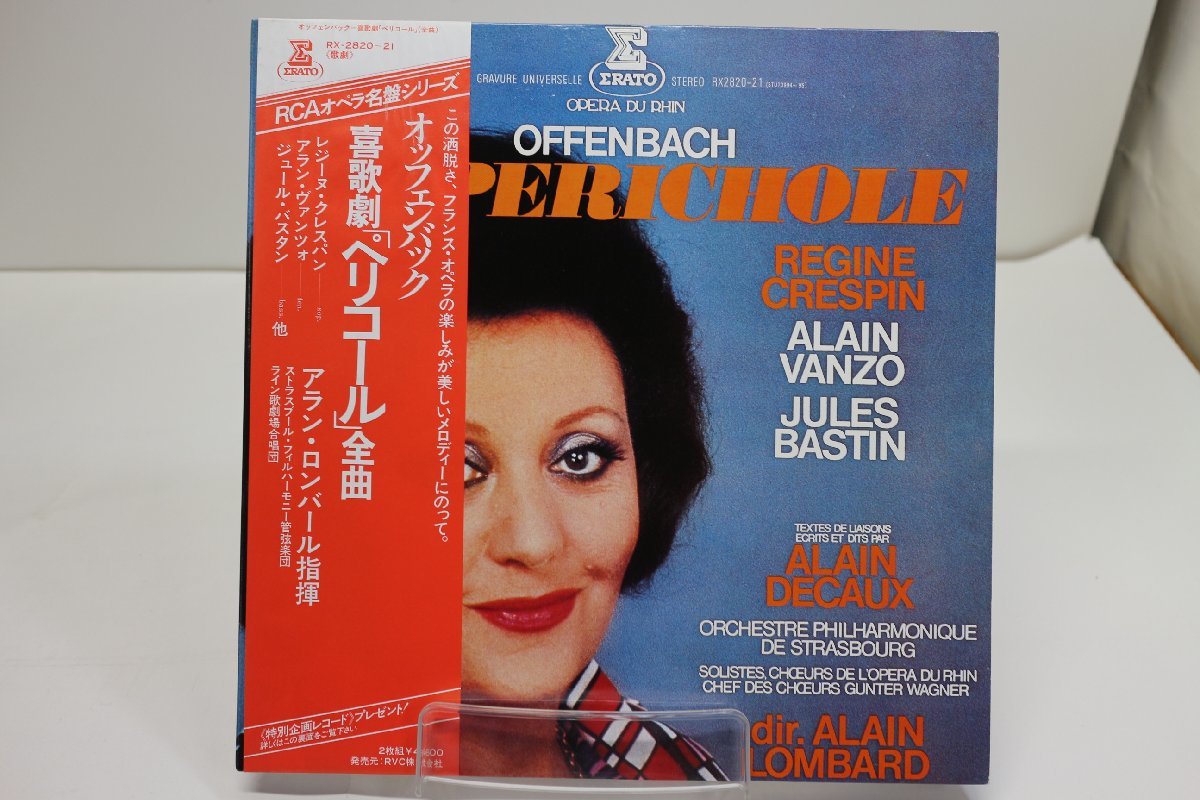 オッフェンバック=喜歌劇「ペリコール」(全曲)
ERATO
RX-2820~21
《歌劇》
RCAオペラ名盤シリーズ
この洒脱さ、フランス・オペラの楽しみが美しいメロディーにのって。
オッフェンバック
喜歌劇「ペリコール」全曲
レジーヌ・クレスパン sop.
アラン・ヴァンツォ ten.
ジュール・バスタン bass. 他
アラン・ロンバール指揮
ストラスブール・フィルハーモニー管弦楽団
ライン歌劇場合唱団
《特別企画レコード》プレゼント!
詳しくはこの裏面をご覧下さい
2枚組¥4,600
発売元:RVC株式会社
GRAVURE UNIVERSELLE
ERATO
STEREO RX2820-21
OPERA DU RHIN
OFFENBACH
PERICHOLE
REGINE
CRESPIN
ALAIN
VANZO
JULES
BASTIN
TEXTES DE LIAISONS
ECRITS ET DITS PAR
ALAIN
DECAUX
ORCHESTRE PHILHARMONIQUE
DE STRASBOURG
SOLISTES, CHŒURS DE L'OPERA DU RHIN
CHEF DES CHŒURS GUNTER WAGNER
dir. ALAIN
LOMBARD